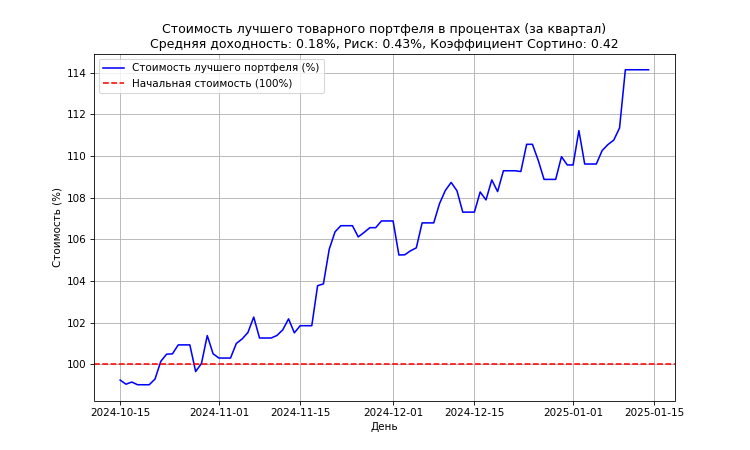 Стоимость лучшего товарного портфеля в процентах (за квартал)
Средняя доходность: 0.18%, Риск: 0.43%, Коэффициент Сортино: 0.42
Стоимость лучшего портфеля (%)
Начальная стоимость (100%)
Стоимость (%)
114
112
110
108
106
104
102
100
2024-10-15
2024-11-01
2024-11-15
2024-12-01
2024-12-15
2025-01-01
2025-01-15
День